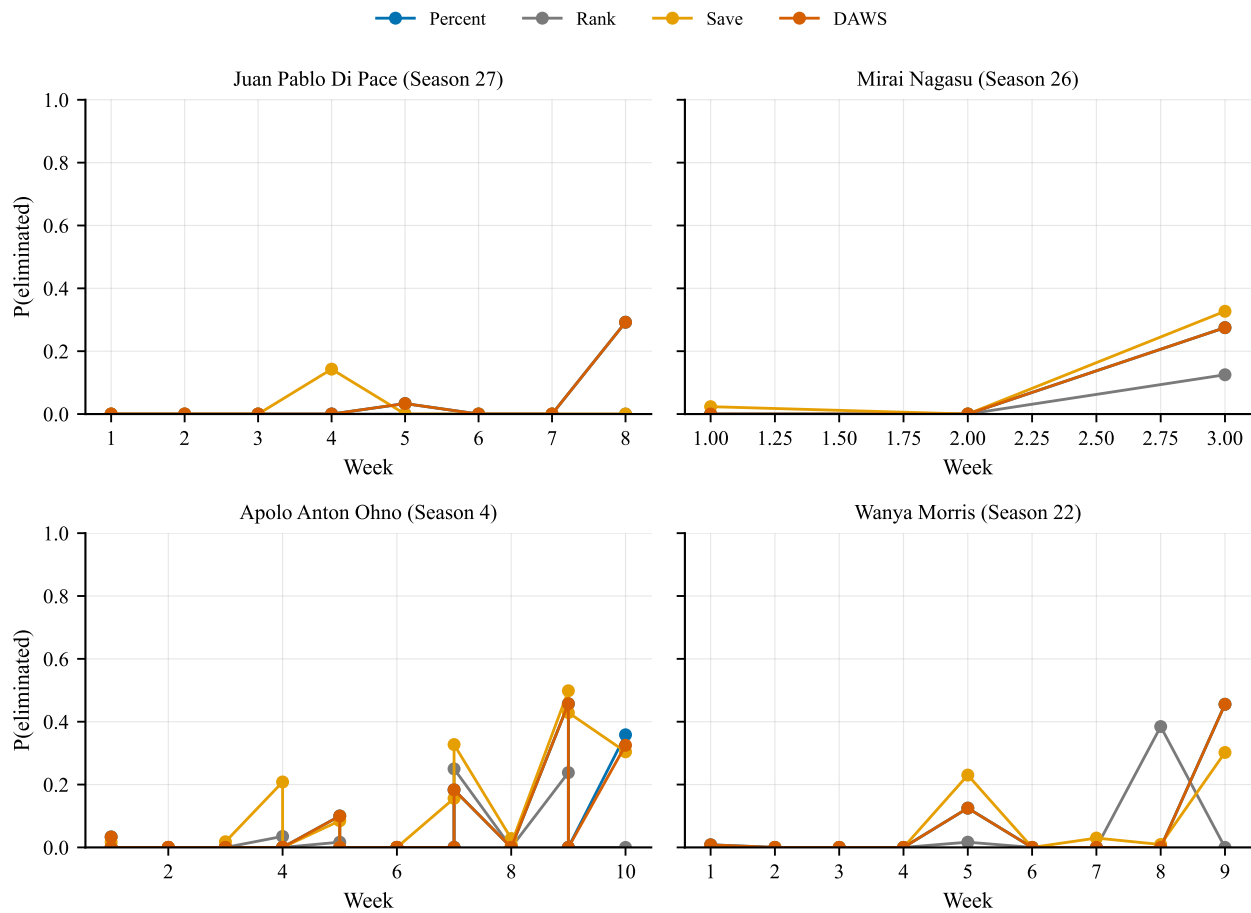 Percent Rank Save DAWS
Juan Pablo Di Pace (Season 27)
Mirai Nagasu (Season 26)
P(eliminated)
1.0
0.8
0.6
0.4
0.2
0.0
1 2 3 4 5 6 7 8
Week
1.00 1.25 1.50 1.75 2.00 2.25 2.50 2.75 3.00
Week
Apolo Anton Ohno (Season 4)
Wanya Morris (Season 22)
P(eliminated)
1.0
0.8
0.6
0.4
0.2
0.0
2 4 6 8 10
Week
1 2 3 4 5 6 7 8 9
Week